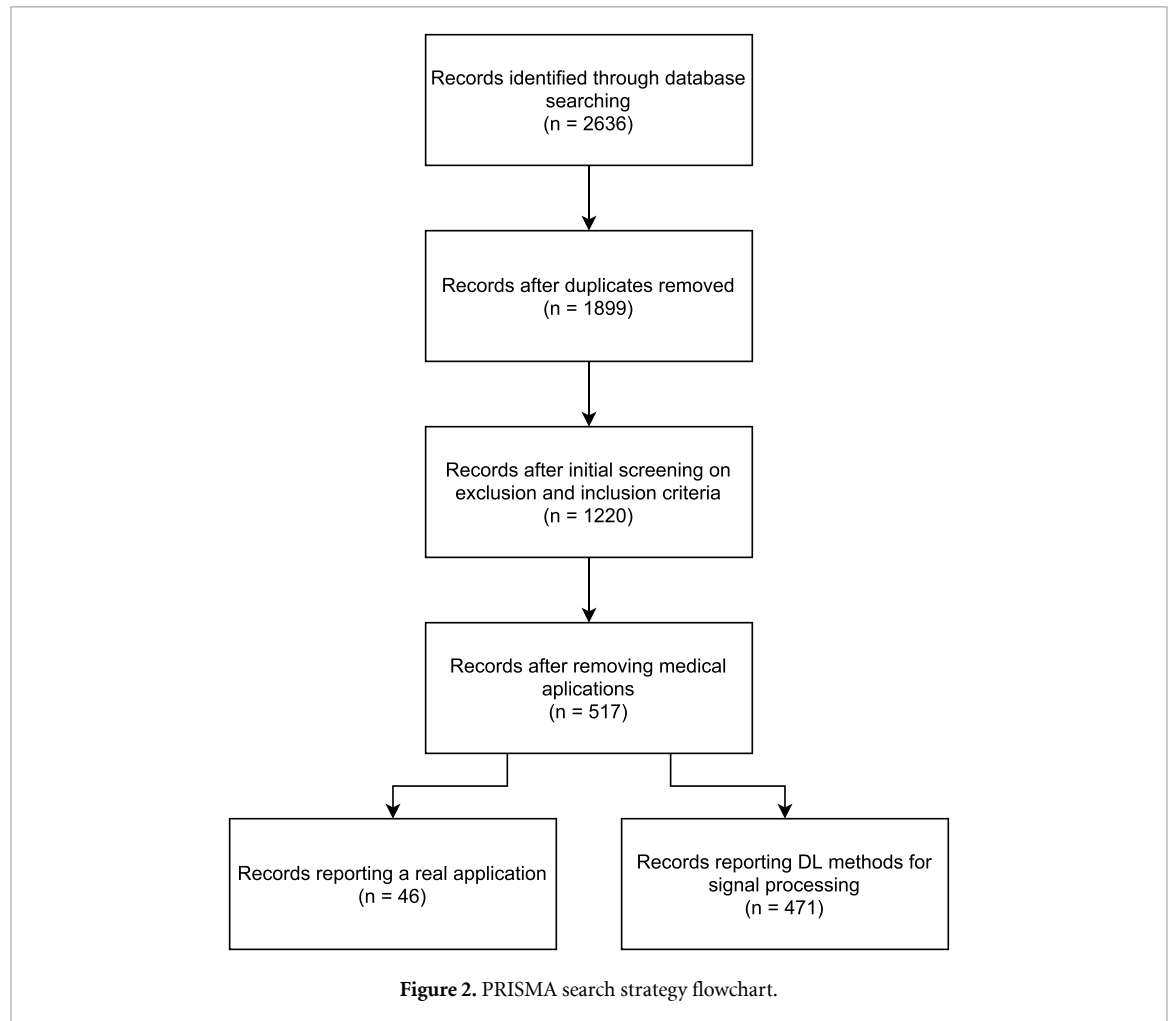 Records identified through database
searching
(n = 2636)
Records after duplicates removed
(n = 1899)
Records after initial screening on
exclusion and inclusion criteria
(n = 1220)
Records after removing medical
aplications
(n = 517)
Records reporting a real application
(n = 46)
Records reporting DL methods for
signal processing
(n = 471)
Figure 2. PRISMA search strategy flowchart.